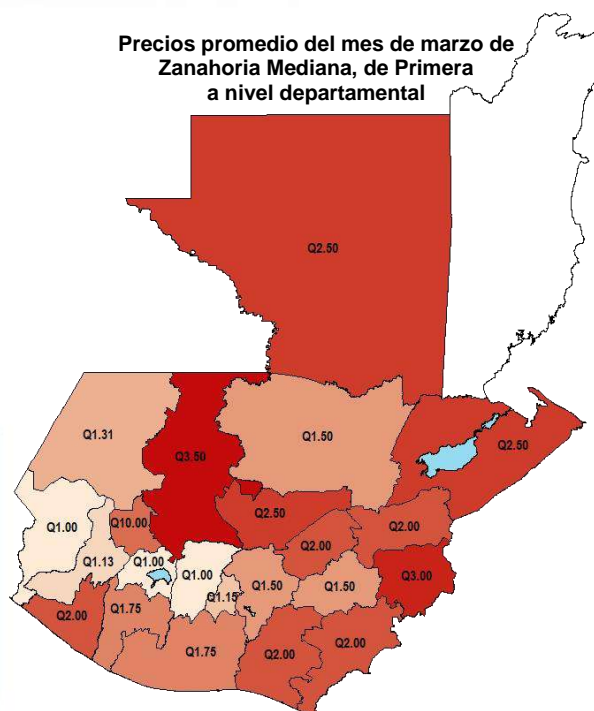 Precios promedio del mes de marzo de
Zanahoria Mediana, de Primera
a nivel departamental
Q2.50
Q1.31
Q1.50
Q3.50
Q2.50
Q2.50
Q1.00
Q10.00
Q2.00
Q2.00
Q1.13
Q1.00
Q1.00
Q1.15
Q1.50
Q1.50
Q3.00
Q2.00
Q1.75
Q1.75
Q2.00
Q2.00